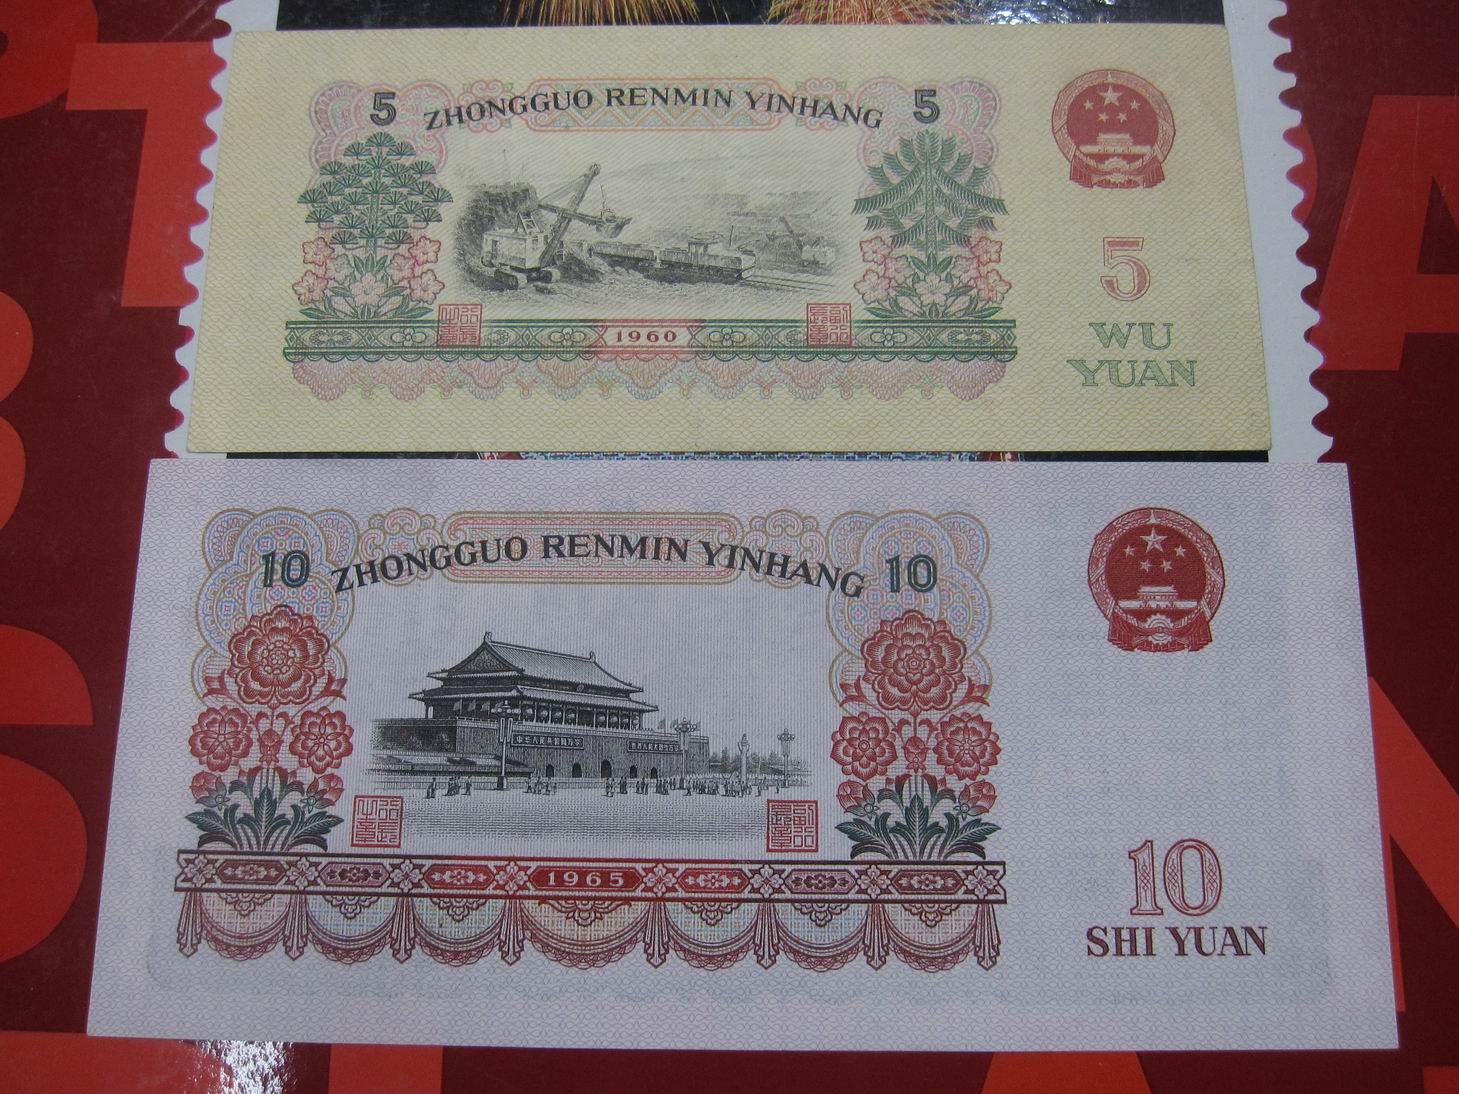 5 ZHONGGUO RENMIN YINHANG 5
1960
5
WU
YUAN
10 ZHONGGUO RENMIN YINHANG 10
1965
10
SHI YUAN